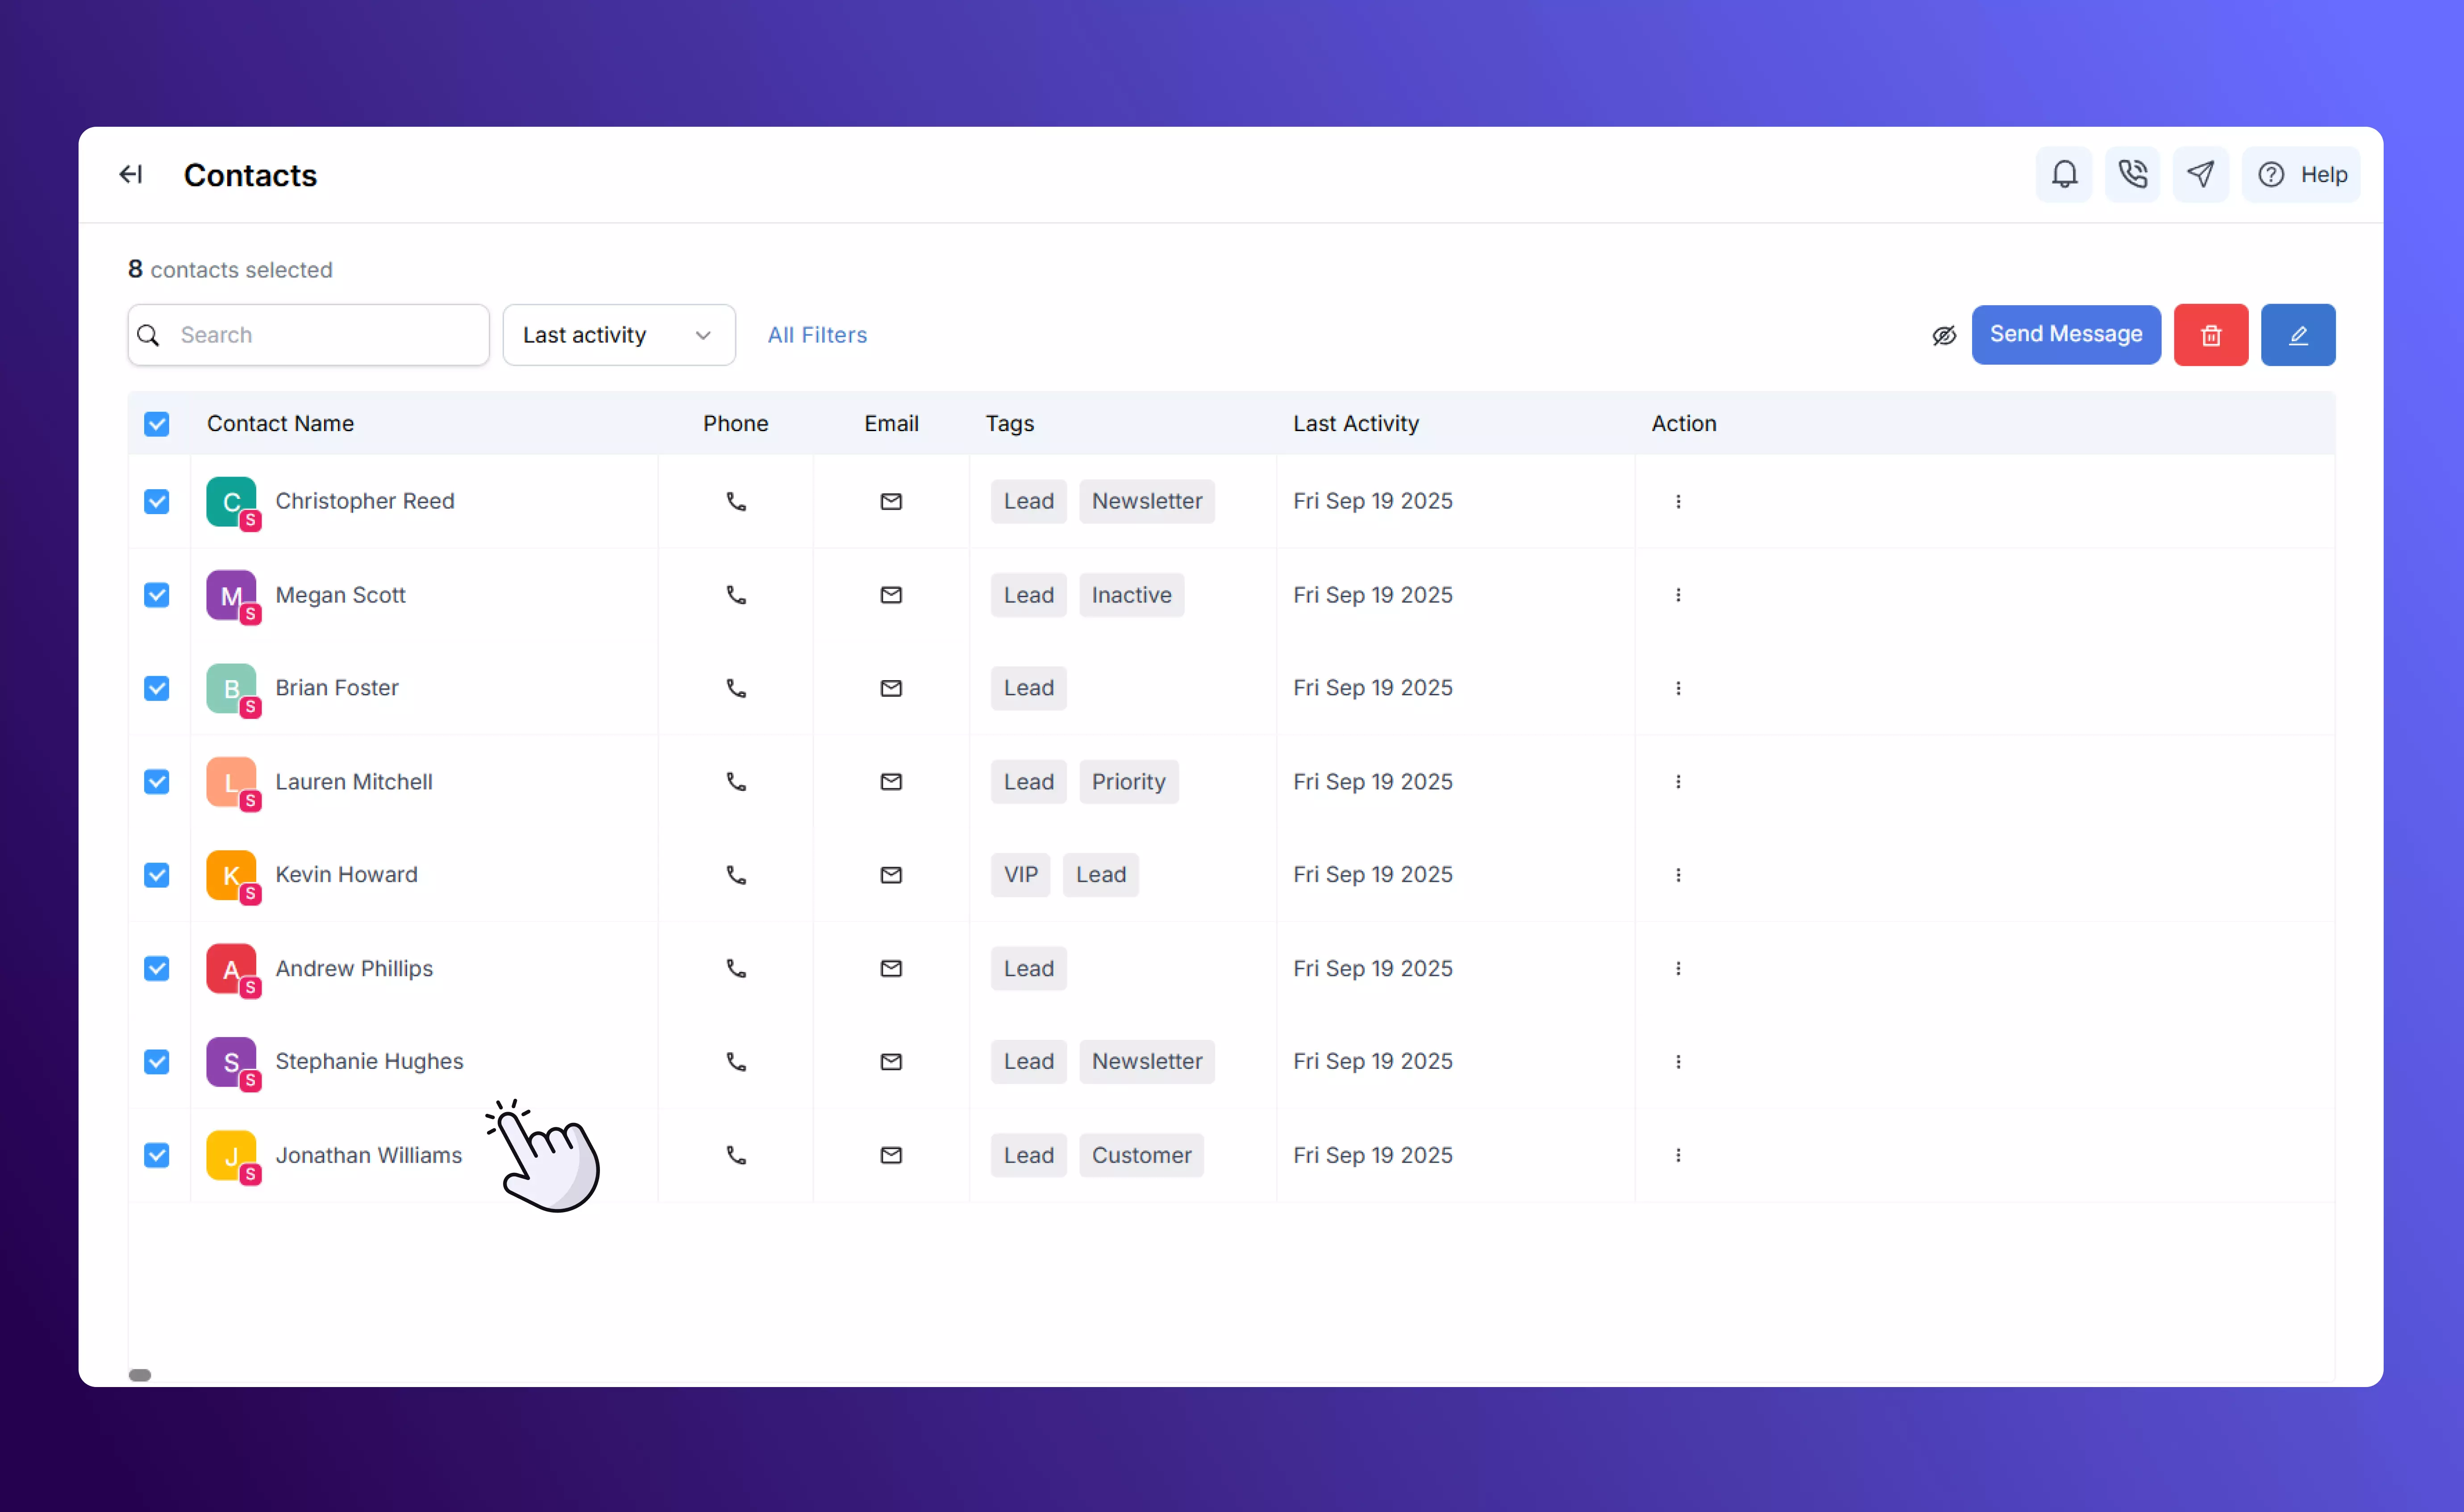 Contacts
Help
8 contacts selected
Search
Last activity
All Filters
Send Message
Contact Name Phone Email Tags Last Activity Action
C S Christopher Reed Lead Newsletter Fri Sep 19 2025
M S Megan Scott Lead Inactive Fri Sep 19 2025
B S Brian Foster Lead Fri Sep 19 2025
L S Lauren Mitchell Lead Priority Fri Sep 19 2025
K S Kevin Howard VIP Lead Fri Sep 19 2025
A S Andrew Phillips Lead Fri Sep 19 2025
S S Stephanie Hughes Lead Newsletter Fri Sep 19 2025
J S Jonathan Williams Lead Customer Fri Sep 19 2025